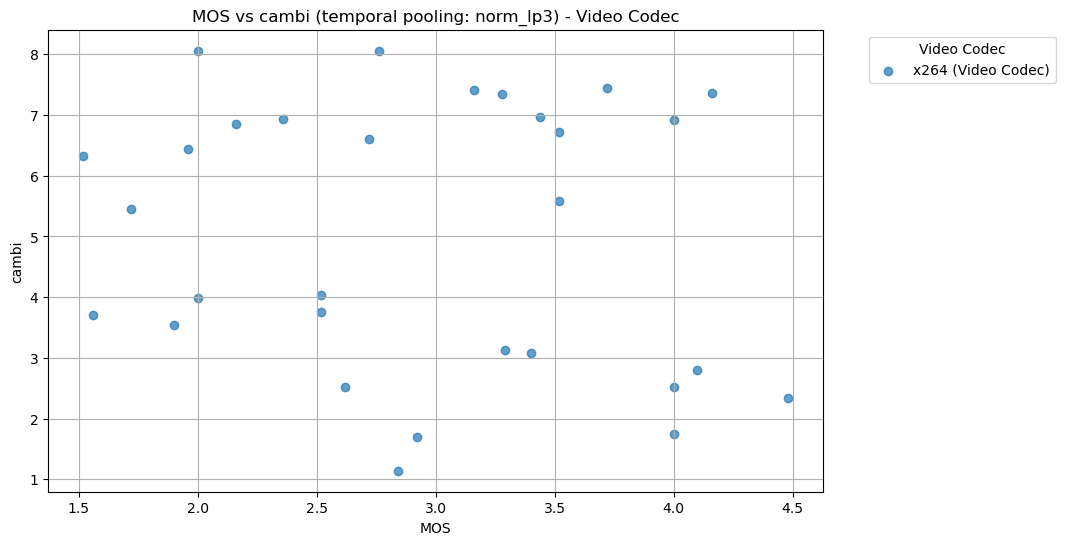 MOS vs cambi (temporal pooling: norm_lp3) - Video Codec
Video Codec
x264 (Video Codec)
cambi
8
7
6
5
4
3
2
1
1.5 2.0 2.5 3.0 3.5 4.0 4.5
MOS